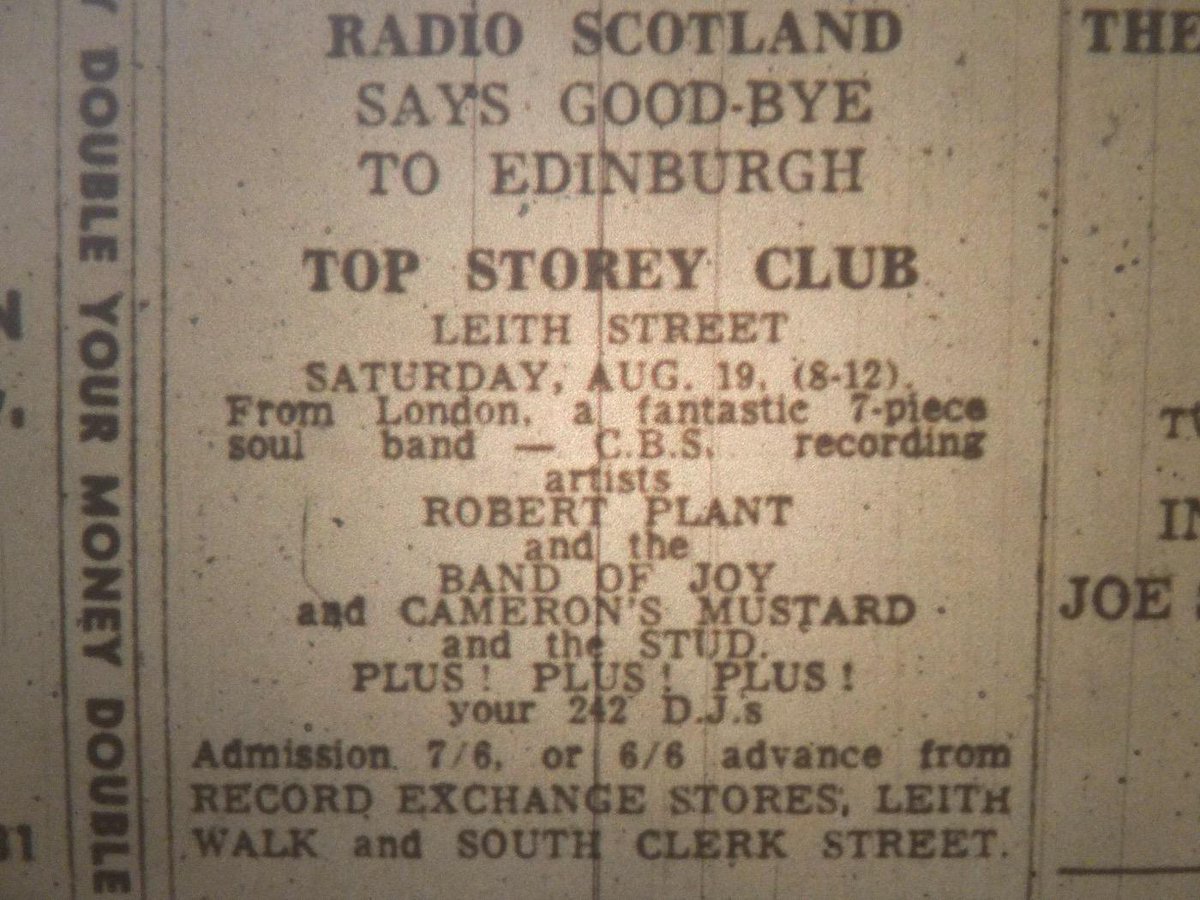 RADIO SCOTLAND
SAYS GOOD-BYE
TO EDINBURGH
TOP STOREY CLUB
LEITH STREET
SATURDAY, AUG. 19, (8-12).
From London, a fantastic 7-piece
soul band — C.B.S. recording
artists
ROBERT PLANT
and the
BAND OF JOY
and CAMERON'S MUSTARD
and the STUD.
PLUS! PLUS! PLUS!
your 242 D.J.s
Admission 7/6, or 6/6 advance from
RECORD EXCHANGE STORES, LEITH
WALK and SOUTH CLERK STREET.
DOUBLE YOUR MONEY DOUBLE
THE
JOE